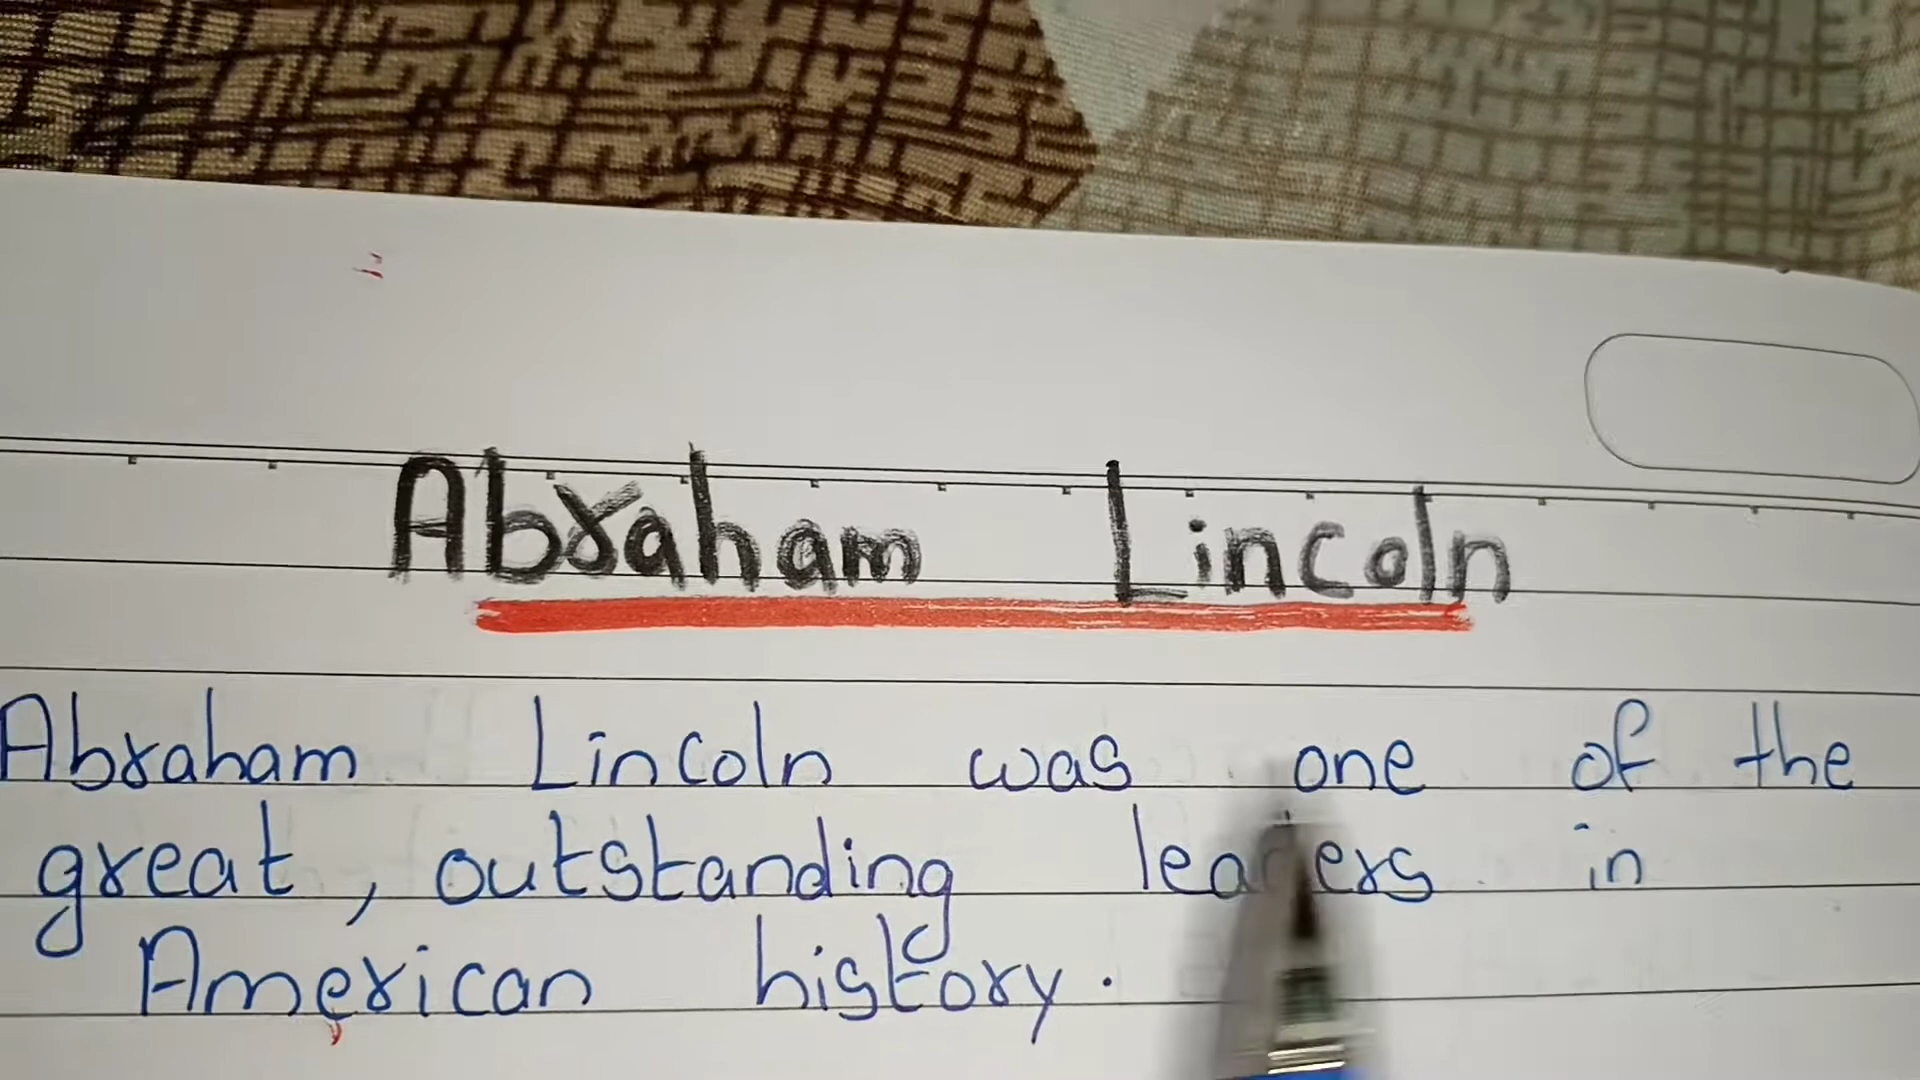 Abraham Lincoln
Abraham Lincoln was one of the
great, outstanding leaders in
American history.